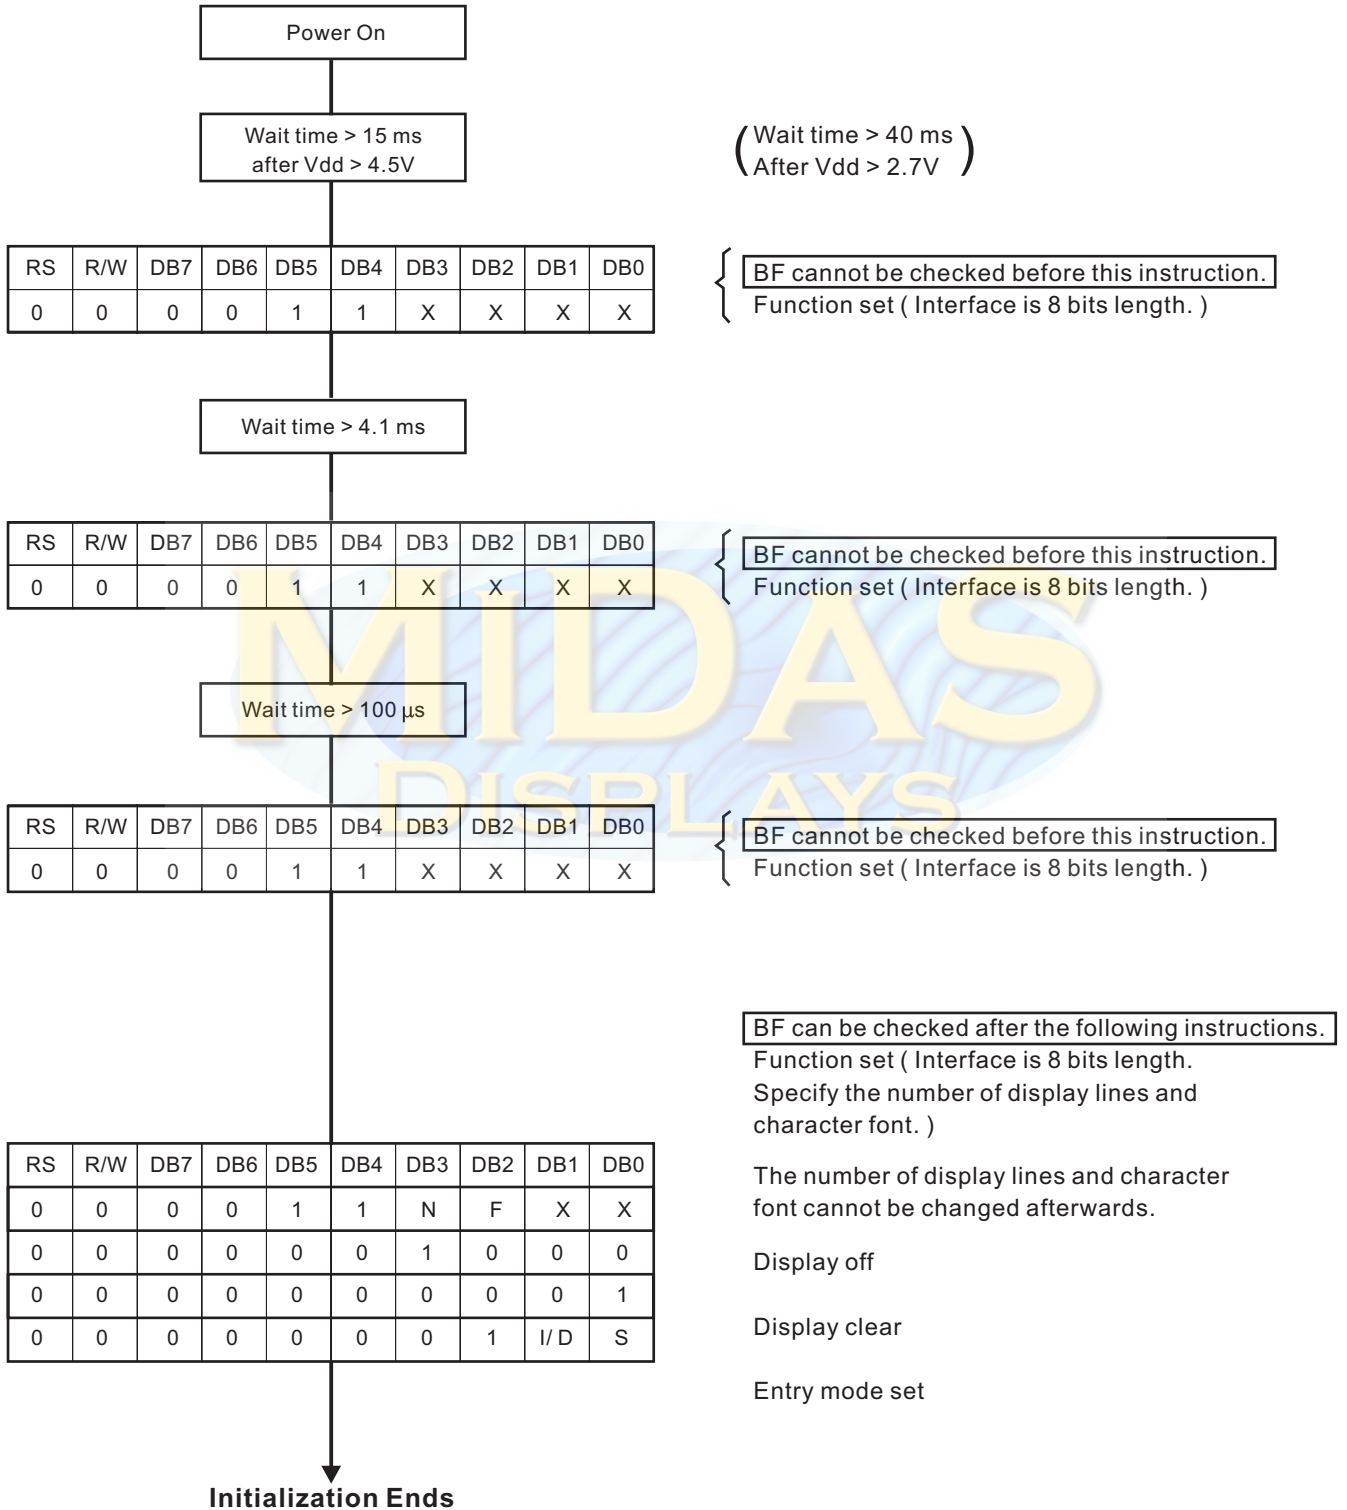 Power On
Wait time > 15 ms
after Vdd > 4.5V
(Wait time > 40 ms
After Vdd > 2.7V)
RS R/W DB7 DB6 DB5 DB4 DB3 DB2 DB1 DB0
0 0 0 0 1 1 X X X X
BF cannot be checked before this instruction.
Function set ( Interface is 8 bits length. )
Wait time > 4.1 ms
RS R/W DB7 DB6 DB5 DB4 DB3 DB2 DB1 DB0
0 0 0 0 1 1 X X X X
BF cannot be checked before this instruction.
Function set ( Interface is 8 bits length. )
MIDAS
DISPLAYS
Wait time > 100 µs
RS R/W DB7 DB6 DB5 DB4 DB3 DB2 DB1 DB0
0 0 0 0 1 1 X X X X
BF cannot be checked before this instruction.
Function set ( Interface is 8 bits length. )
BF can be checked after the following instructions.
Function set ( Interface is 8 bits length.
Specify the number of display lines and
character font. )
The number of display lines and character
font cannot be changed afterwards.
Display off
Display clear
Entry mode set
RS R/W DB7 DB6 DB5 DB4 DB3 DB2 DB1 DB0
0 0 0 0 1 1 N F X X
0 0 0 0 0 0 1 0 0 0
0 0 0 0 0 0 0 0 0 1
0 0 0 0 0 0 0 1 I/ D S
Initialization Ends